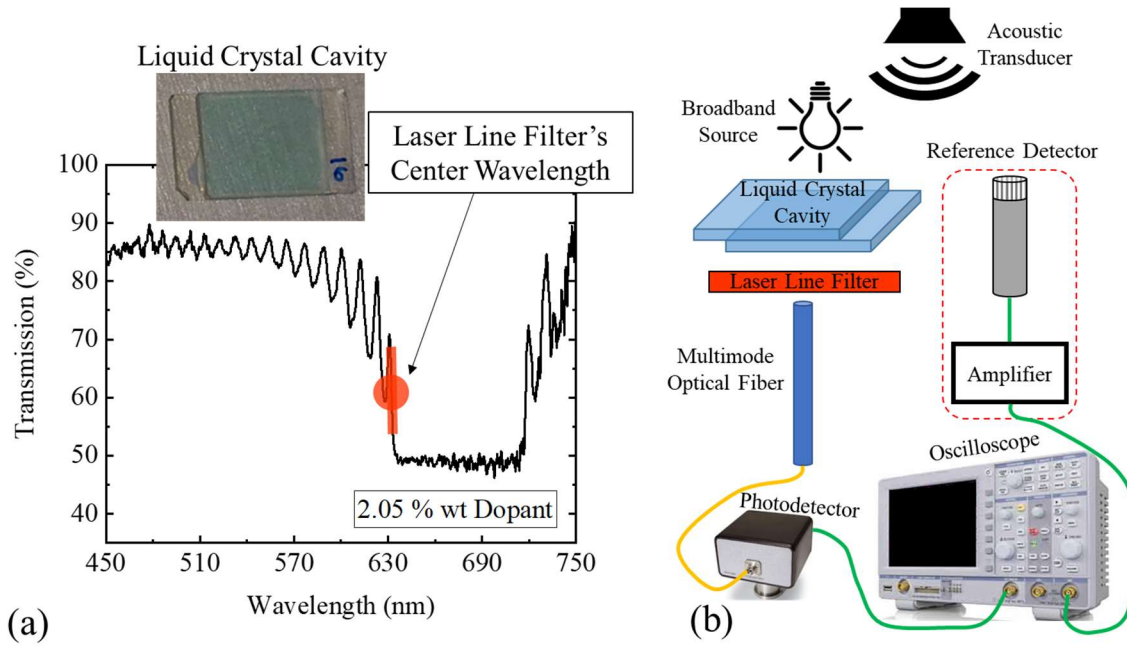 Liquid Crystal Cavity
16
Laser Line Filter's
Center Wavelength
100
90
80
70
60
50
40
Transmission (%)
2.05 % wt Dopant
450
510
570
630
690
750
Wavelength (nm)
(a)
Acoustic
Transducer
Broadband
Source
Reference Detector
Liquid Crystal
Cavity
Laser Line Filter
Multimode
Optical Fiber
Amplifier
Oscilloscope
Photodetector
(b)